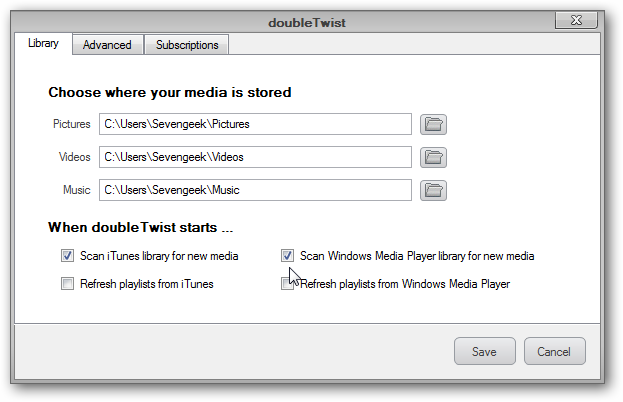 doubleTwist
Library Advanced Subscriptions
Choose where your media is stored
Pictures C:\Users\Sevengeek\Pictures
Videos C:\Users\Sevengeek\Videos
Music C:\Users\Sevengeek\Music
When doubleTwist starts ...
Scan iTunes library for new media Scan Windows Media Player library for new media
Refresh playlists from iTunes Refresh playlists from Windows Media Player
Save Cancel